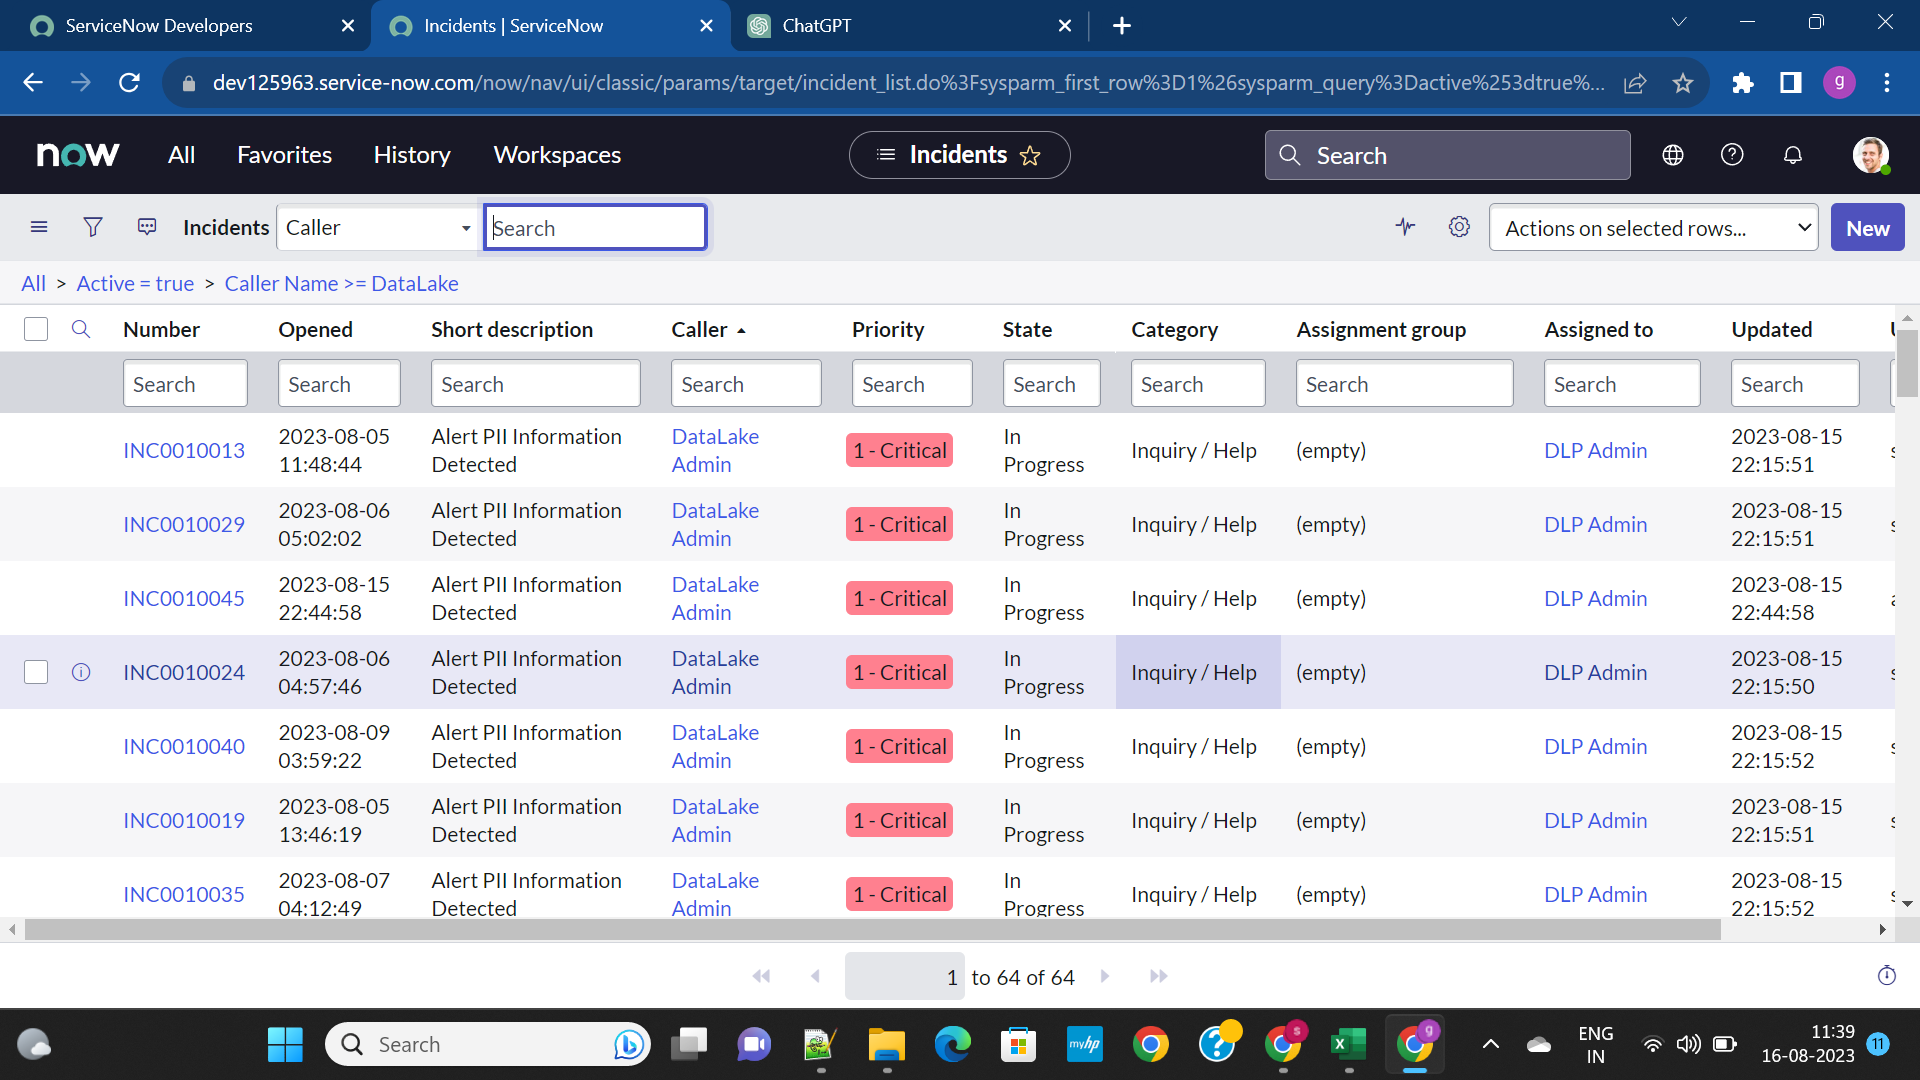 ServiceNow Developers
Incidents | ServiceNow
ChatGPT
dev125963.service-now.com/now/nav/ui/classic/params/target/incident_list.do%3Fsysparm_first_row%3D1%26sysparm_query%3Dactive%253dtrue%...
g
now All Favorites History Workspaces
Incidents
Search
Incidents Caller Search
Actions on selected rows... New
All > Active = true > Caller Name >= DataLake
Number Opened Short description Caller Priority State Category Assignment group Assigned to Updated
Search Search Search Search Search Search Search Search Search Search
INC0010013 2023-08-05 11:48:44 Alert PII Information Detected DataLake Admin 1 - Critical In Progress Inquiry / Help (empty) DLP Admin 2023-08-15 22:15:51
INC0010029 2023-08-06 05:02:02 Alert PII Information Detected DataLake Admin 1 - Critical In Progress Inquiry / Help (empty) DLP Admin 2023-08-15 22:15:51
INC0010045 2023-08-15 22:44:58 Alert PII Information Detected DataLake Admin 1 - Critical In Progress Inquiry / Help (empty) DLP Admin 2023-08-15 22:44:58
INC0010024 2023-08-06 04:57:46 Alert PII Information Detected DataLake Admin 1 - Critical In Progress Inquiry / Help (empty) DLP Admin 2023-08-15 22:15:50
INC0010040 2023-08-09 03:59:22 Alert PII Information Detected DataLake Admin 1 - Critical In Progress Inquiry / Help (empty) DLP Admin 2023-08-15 22:15:52
INC0010019 2023-08-05 13:46:19 Alert PII Information Detected DataLake Admin 1 - Critical In Progress Inquiry / Help (empty) DLP Admin 2023-08-15 22:15:51
INC0010035 2023-08-07 04:12:49 Alert PII Information Detected DataLake Admin 1 - Critical In Progress Inquiry / Help (empty) DLP Admin 2023-08-15 22:15:52
1 to 64 of 64
Search
myhp
s
g
ENG
IN
11:39
16-08-2023
11